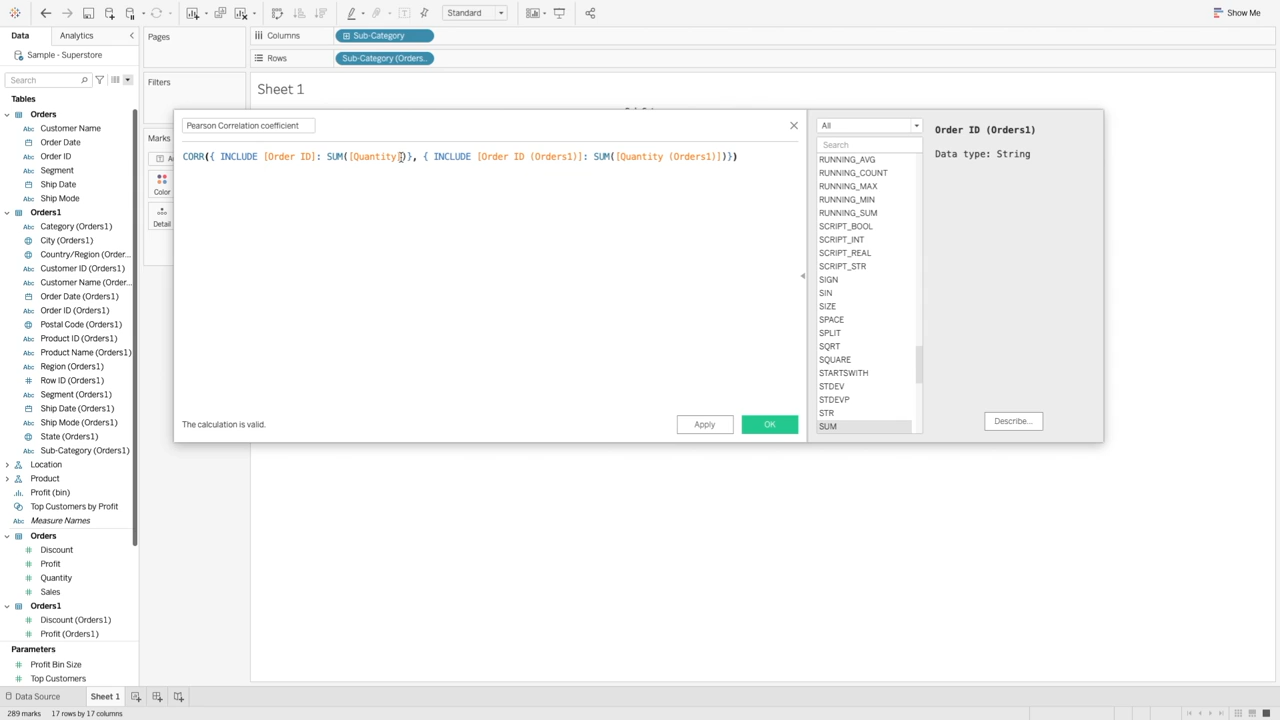 Standard
Show Me
Data
Analytics
Sample - Superstore
Search
Tables
Orders
Customer Name
Order Date
Order ID
Segment
Ship Date
Ship Mode
Orders1
Category (Orders1)
City (Orders1)
Country/Region (Order...
Customer ID (Orders1)
Customer Name (Order...
Order Date (Orders1)
Order ID (Orders1)
Postal Code (Orders1)
Product ID (Orders1)
Product Name (Orders1)
Region (Orders1)
Row ID (Orders1)
Segment (Orders1)
Ship Date (Orders1)
Ship Mode (Orders1)
State (Orders1)
Sub-Category (Orders1)
Location
Product
Profit (bin)
Top Customers by Profit
Measure Names
Orders
Discount
Profit
Quantity
Sales
Orders1
Discount (Orders1)
Profit (Orders1)
Parameters
Profit Bin Size
Top Customers
Pages
Filters
Marks
Color
Detail
Columns
Sub-Category
Rows
Sub-Category (Orders..
Sheet 1
Pearson Correlation coefficient
CORR({ INCLUDE [Order ID]: SUM([Quantity])}, { INCLUDE [Order ID (Orders1)]: SUM([Quantity (Orders1)])})
The calculation is valid.
Apply
OK
All
Search
RUNNING_AVG
RUNNING_COUNT
RUNNING_MAX
RUNNING_MIN
RUNNING_SUM
SCRIPT_BOOL
SCRIPT_INT
SCRIPT_REAL
SCRIPT_STR
SIGN
SIN
SIZE
SPACE
SPLIT
SQRT
SQUARE
STARTSWITH
STDEV
STDEVP
STR
SUM
Order ID (Orders1)
Data type: String
Describe...
Data Source
Sheet 1
289 marks
17 rows by 17 columns